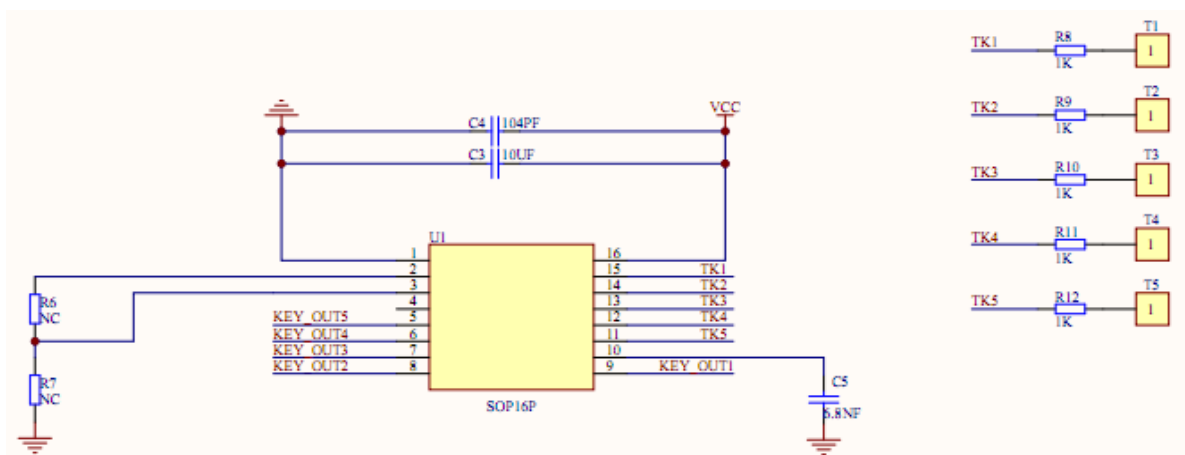 T1
TK1 R8 1
1K
T2
VCC TK2 R9 1
C4 104PF 1K
C3 10UF
T3
TK3 R10 1
1K
T4
U1 TK4 R11 1
1 16 1K
2 15 TK1
3 14 TK2
T5
R6 4 13 TK3 TK5 R12 1
NC KEY_OUT5 5 12 TK4 1K
KEY_OUT4 6 11 TK5
KEY_OUT3 7 10
KEY_OUT2 8 9 KEY_OUT1
R7 C5
NC SOP16P 6.8NF